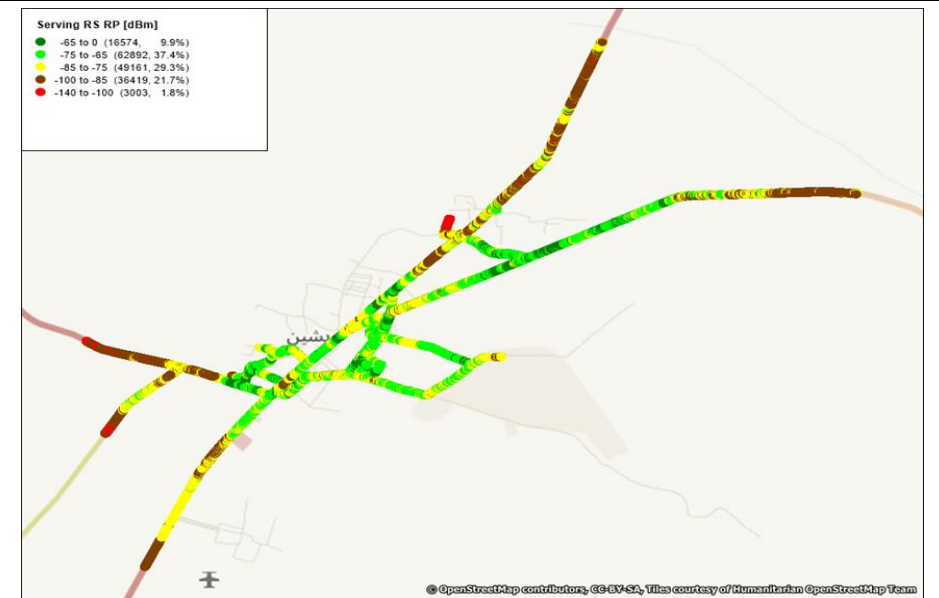 Serving RS RP [dBm]
-65 to 0 (16574, 9.9%)
-75 to -65 (62892, 37.4%)
-85 to -75 (49161, 29.3%)
-100 to -85 (36419, 21.7%)
-140 to -100 (3003, 1.8%)
© OpenStreetMap contributors, CC-BY-SA, Tiles courtesy of Humanitarian OpenStreetMap Team